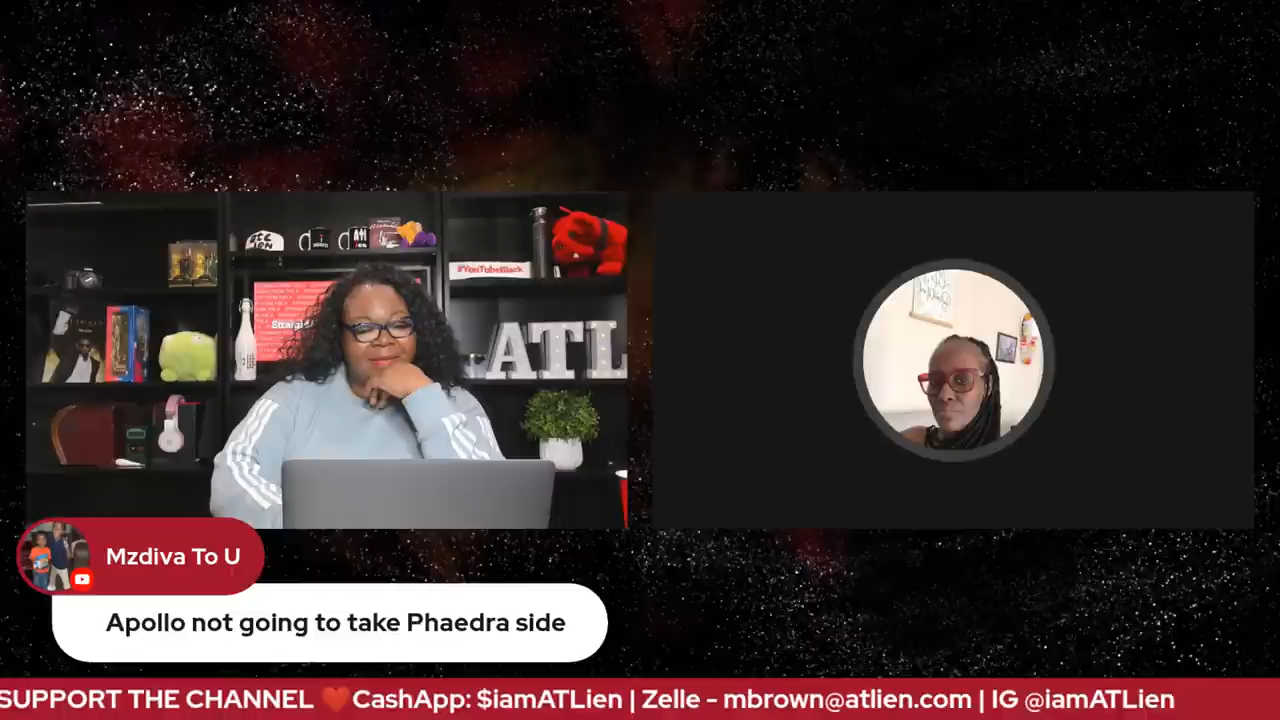 #YouTubeBlack
Straight
ATL
Mzdiva To U
Apollo not going to take Phaedra side
SUPPORT THE CHANNEL ❤️CashApp: $iamATLien | Zelle - mbrown@atlien.com | IG @iamATLien